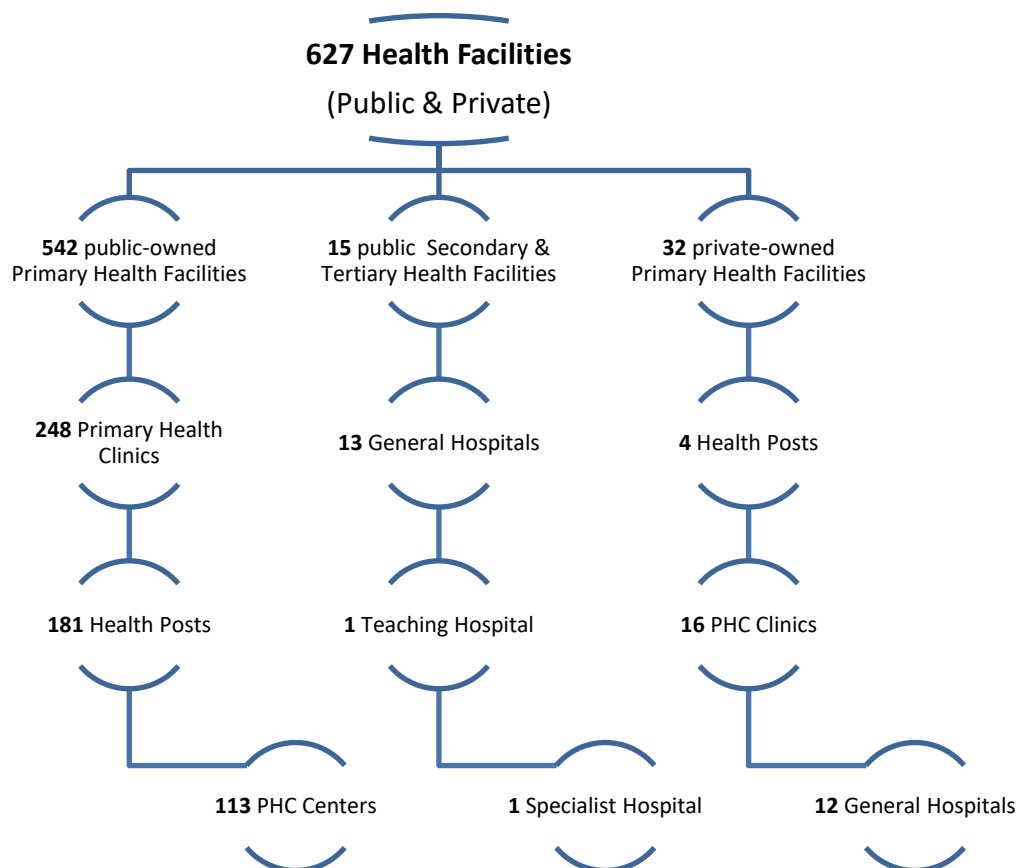 627 Health Facilities
(Public & Private)
542 public-owned
Primary Health Facilities
15 public Secondary &
Tertiary Health Facilities
32 private-owned
Primary Health Facilities
248 Primary Health
Clinics
13 General Hospitals
4 Health Posts
181 Health Posts
1 Teaching Hospital
16 PHC Clinics
113 PHC Centers
1 Specialist Hospital
12 General Hospitals